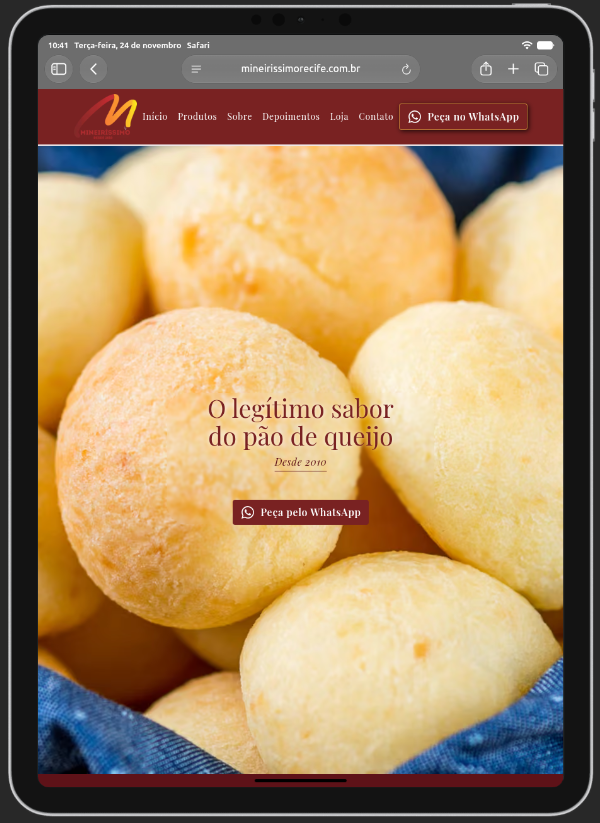 10:41 Terça-feira, 24 de novembro Safari
mineirissimorecife.com.br
MINEIRÍSSIMO
Início Produtos Sobre Depoimentos Loja Contato Peça no WhatsApp
O legítimo sabor
do pão de queijo
Desde 2010
Peça pelo WhatsApp